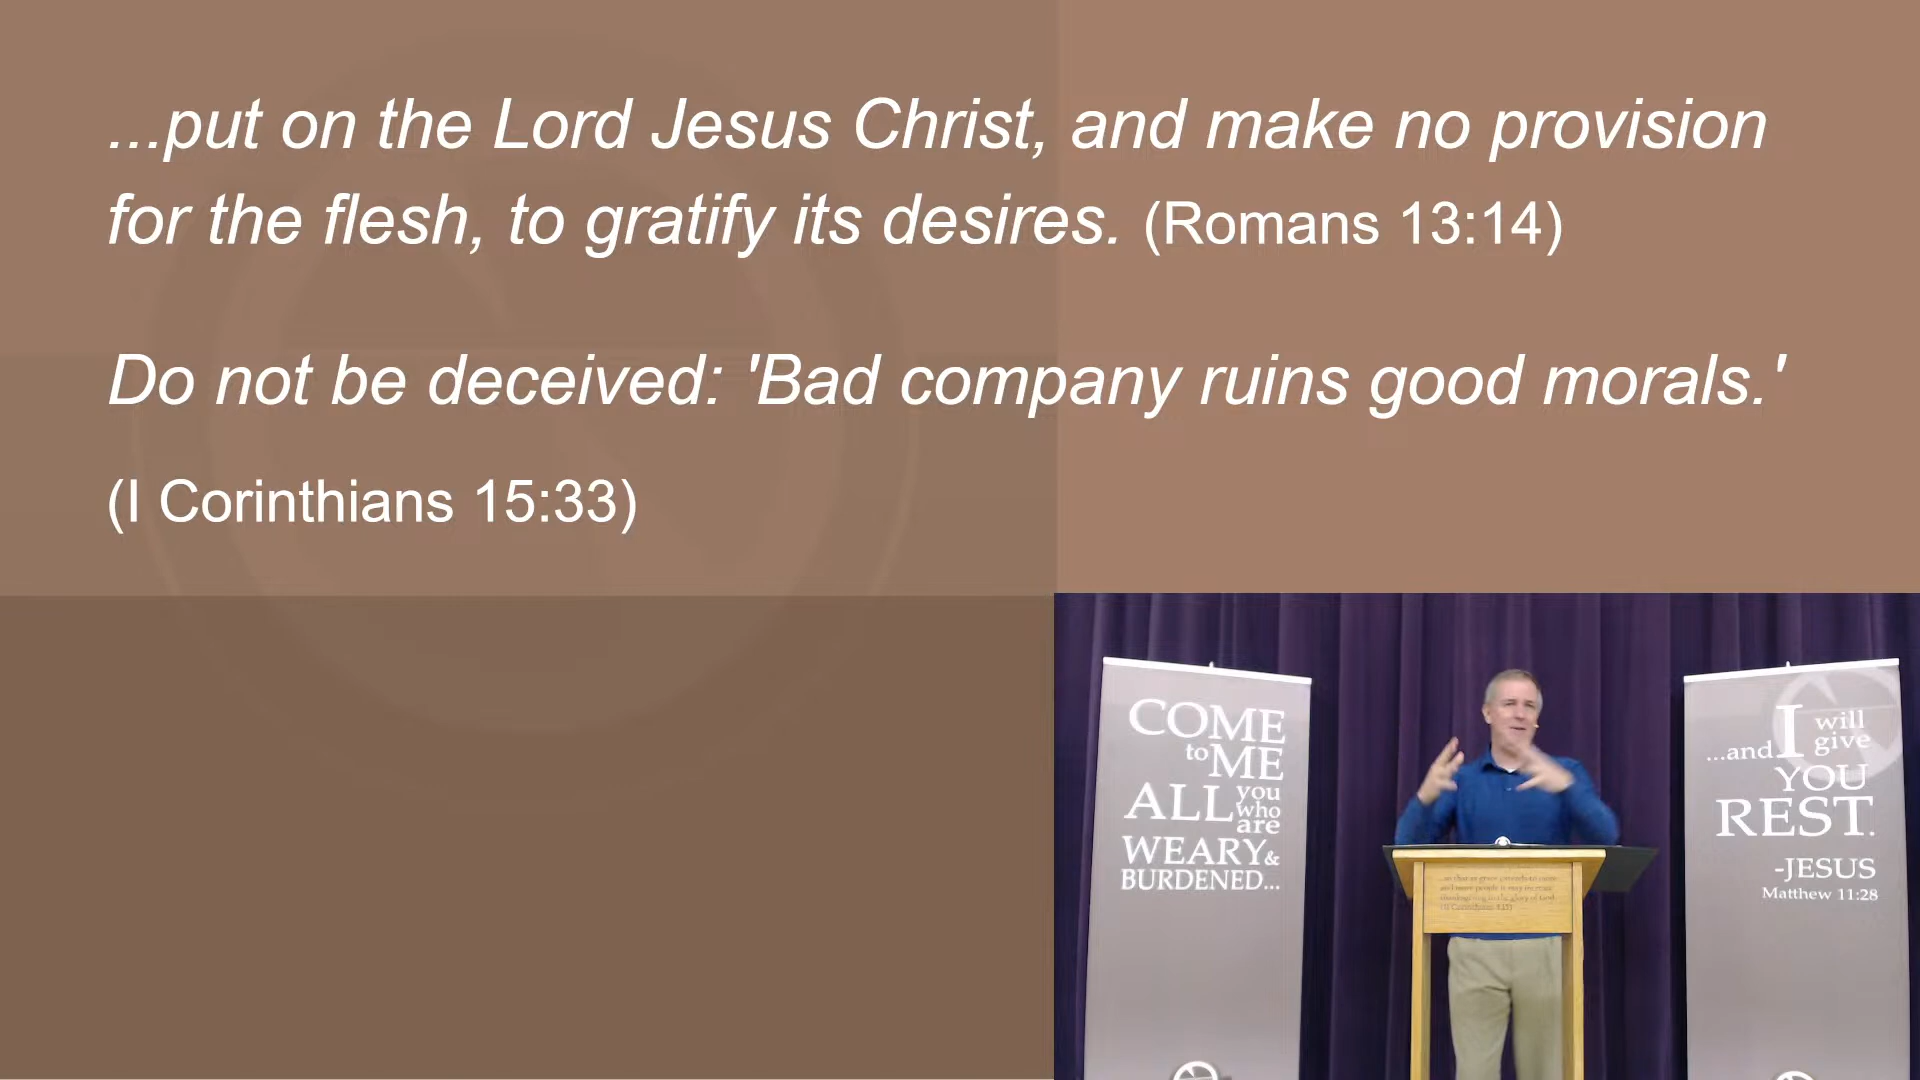 ...put on the Lord Jesus Christ, and make no provision
for the flesh, to gratify its desires. (Romans 13:14)
Do not be deceived: 'Bad company ruins good morals.'
(I Corinthians 15:33)
COME
to ME
ALL you who are
WEARY &
BURDENED...
...and I will give
YOU
REST.
-JESUS
Matthew 11:28